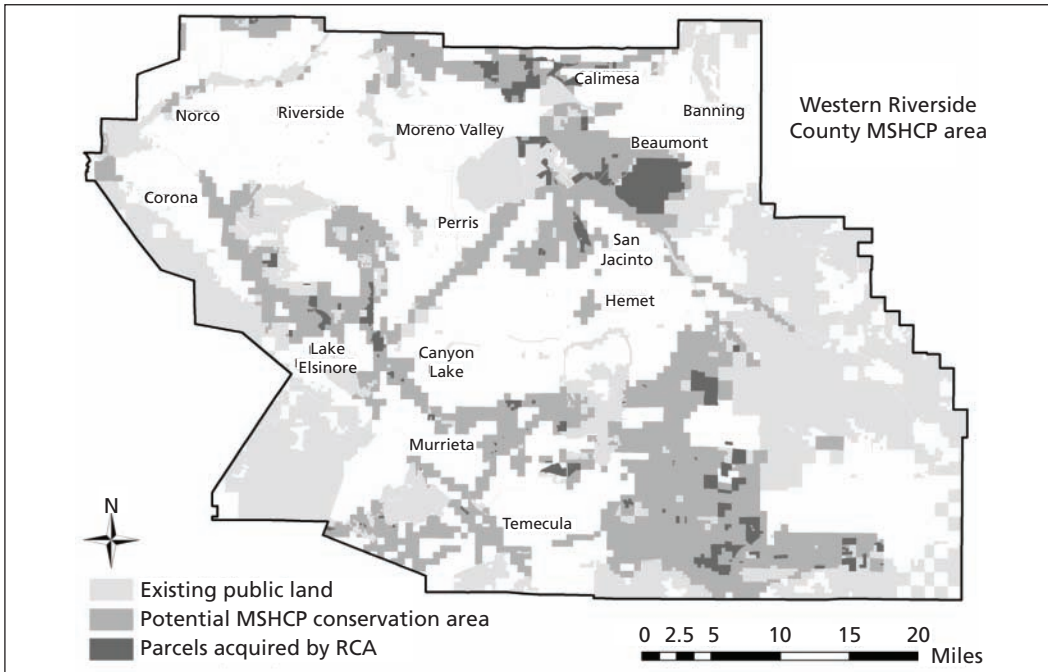 Calimesa
Norco
Riverside
Banning
Western Riverside
County MSHCP area
Moreno Valley
Beaumont
Corona
Perris
San
Jacinto
Hemet
Lake
Elsinore
Canyon
Lake
Murrieta
Temecula
N
Existing public land
Potential MSHCP conservation area
Parcels acquired by RCA
0 2.5 5 10 15 20
Miles